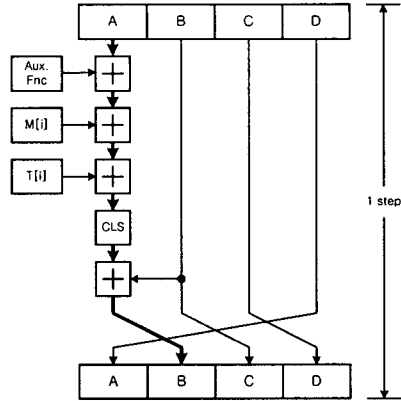 A B C D
Aux.
Fnc
M[i]
T[i]
1 step
CLS
A B C D